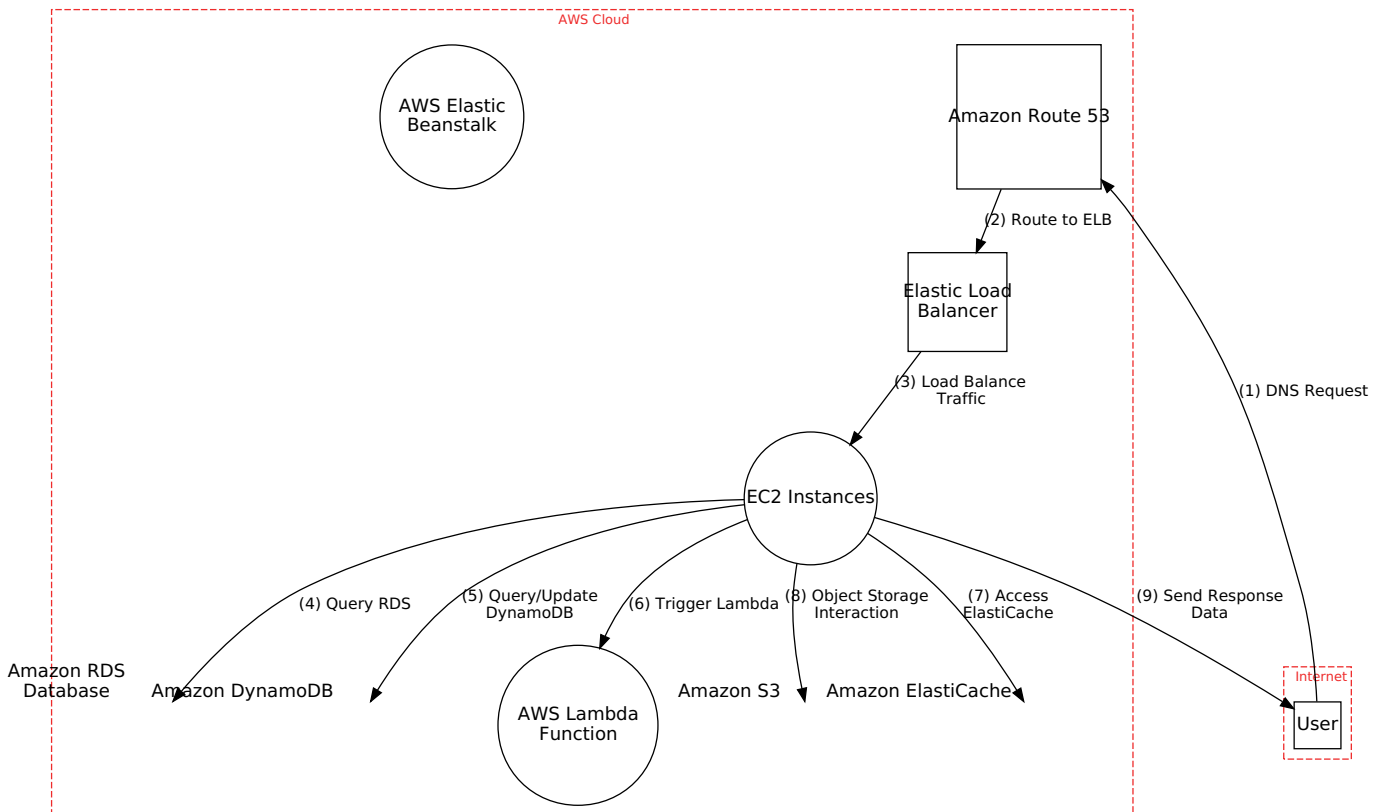 AWS Cloud
AWS Elastic
Beanstalk
Amazon Route 53
(2) Route to ELB
Elastic Load
Balancer
(3) Load Balance
Traffic
(1) DNS Request
EC2 Instances
(4) Query RDS
(5) Query/Update
DynamoDB
(6) Trigger Lambda
(8) Object Storage
Interaction
(7) Access
ElastiCache
(9) Send Response
Data
Amazon RDS
Database
Amazon DynamoDB
AWS Lambda
Function
Amazon S3
Amazon ElastiCache
Internet
User